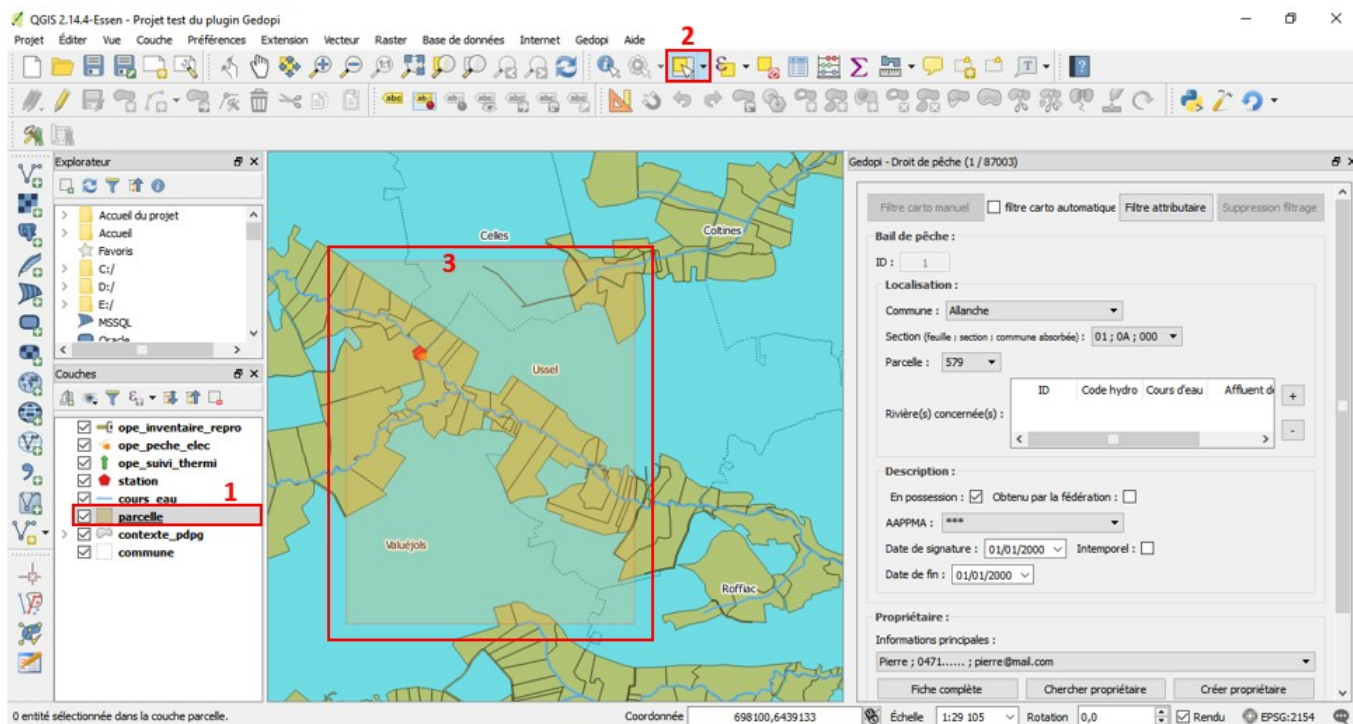 QGIS 2.14.4-Essen - Projet test du plugin Gedopi
Projet Éditer Vue Couche Préférences Extension Vecteur Raster Base de données Internet Gedopi Aide
2
abc
Explorateur
Accueil du projet
Accueil
Favoris
C:/
D:/
E:/
MSSQL
Oracle
Couches
ope_inventaire_repro
ope_peche_elec
ope_suivi_thermi
station
1
cours_eau
parcelle
contexte_pdpg
commune
Celles
Coltines
3
Ussel
Valuéjols
Roffiac
Gedopi - Droit de pêche (1 / 87003)
Filtre carto manuel filtre carto automatique Filtre attributaire Suppression filtrage
Bail de pêche :
ID : 1
Localisation :
Commune : Allanche
Section (feuille ; section ; commune absorbée) : 01 ; 0A ; 000
Parcelle : 579
ID Code hydro Cours d'eau Affluent de
+
Rivière(s) concernée(s) :
-
Description :
En possession : Obtenu par la fédération :
AAPPMA : ***
Date de signature : 01/01/2000 Intemporel :
Date de fin : 01/01/2000
Propriétaire :
Informations principales :
Pierre ; 0471...... ; pierre@mail.com
Fiche complète Chercher propriétaire Créer propriétaire
0 entité sélectionnée dans la couche parcelle. Coordonnée 698100,6439133 Échelle 1:29 105 Rotation 0,0 Rendu EPSG:2154